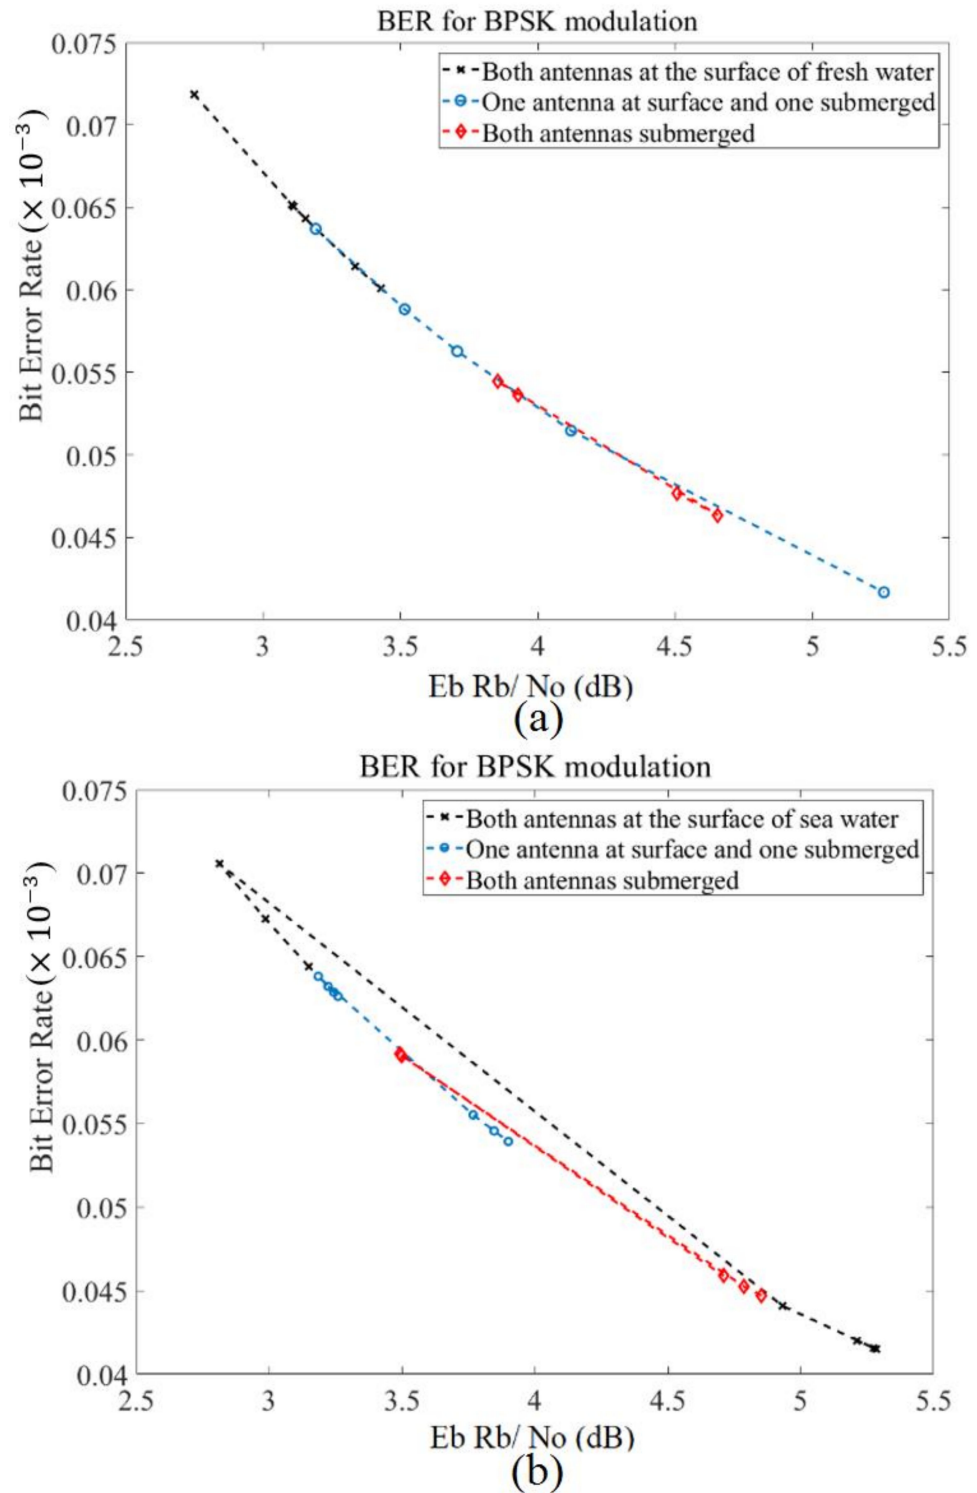 BER for BPSK modulation
0.075
0.07
0.065
0.06
0.055
0.05
0.045
0.04
Bit Error Rate (× 10⁻³)
Both antennas at the surface of fresh water
One antenna at surface and one submerged
Both antennas submerged
2.5 3 3.5 4 4.5 5 5.5
Eb Rb/ No (dB)
(a)
BER for BPSK modulation
0.075
0.07
0.065
0.06
0.055
0.05
0.045
0.04
Bit Error Rate (× 10⁻³)
Both antennas at the surface of sea water
One antenna at surface and one submerged
Both antennas submerged
2.5 3 3.5 4 4.5 5 5.5
Eb Rb/ No (dB)
(b)